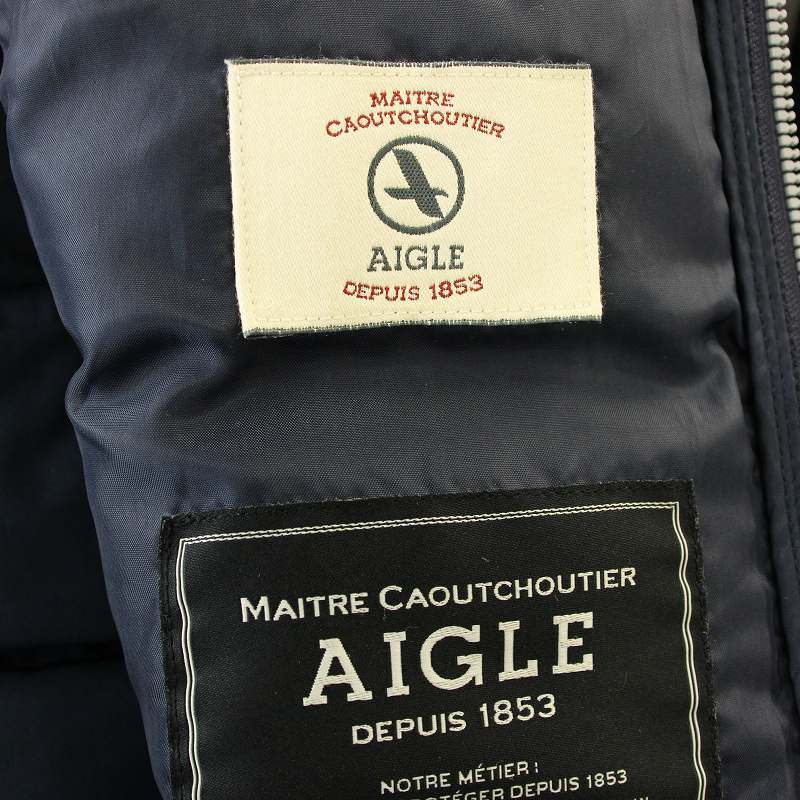 MAITRE
CAOUTCHOUTIER
AIGLE
DEPUIS 1853
MAITRE CAOUTCHOUTIER
AIGLE
DEPUIS 1853
NOTRE MÉTIER :
DEPUIS 1853